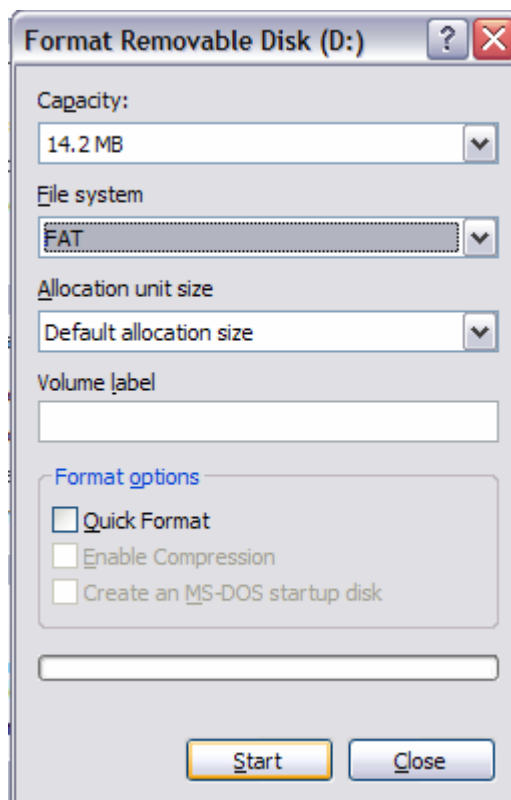 Format Removable Disk (D:)
Capacity:
14.2 MB
File system
FAT
Allocation unit size
Default allocation size
Volume label
Format options
Quick Format
Enable Compression
Create an MS-DOS startup disk
Start
Close